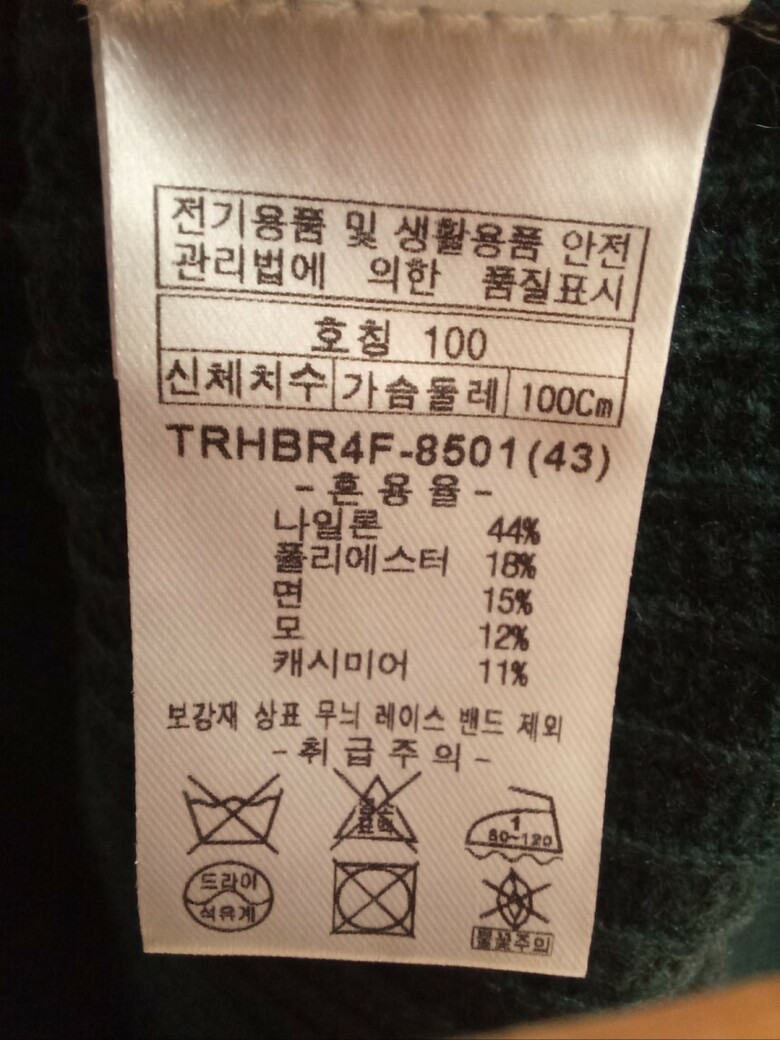 전기용품 및 생활용품 안전
관리법에 의한 품질표시
호칭 100
신체치수 가슴둘레 100Cm
TRHBR4F-8501(43)
- 혼용율 -
나일론 44%
폴리에스터 18%
면 15%
모 12%
캐시미어 11%
보강재 상표 무늬 레이스 밴드 제외
- 취급주의 -
1
80~120
드라이
석유계
불꽃주의